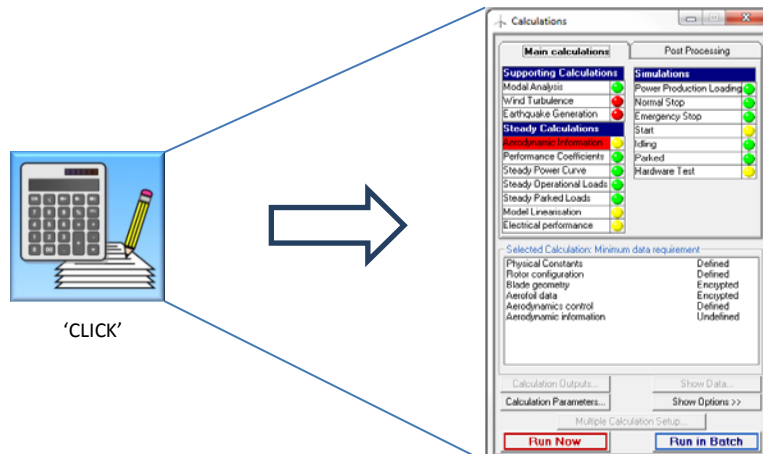 Calculations
Main calculations
Post Processing
Supporting Calculations
Modal Analysis
Wind Turbulence
Earthquake Generation
Steady Calculations
Aerodynamic Information
Performance Coefficients
Steady Power Curve
Steady Operational Loads
Steady Parked Loads
Model Linearisation
Electrical performance
Simulations
Power Production Loading
Normal Stop
Emergency Stop
Start
Idling
Parked
Hardware Test
'CLICK'
Selected Calculation: Minimum data requirement
Physical Constants Defined
Rotor configuration Defined
Blade geometry Encrypted
Aerofoil data Encrypted
Aerodynamics control Defined
Aerodynamic information Undefined
Calculation Outputs... Show Data...
Calculation Parameters... Show Options >>
Multiple Calculation Setup...
Run Now Run in Batch